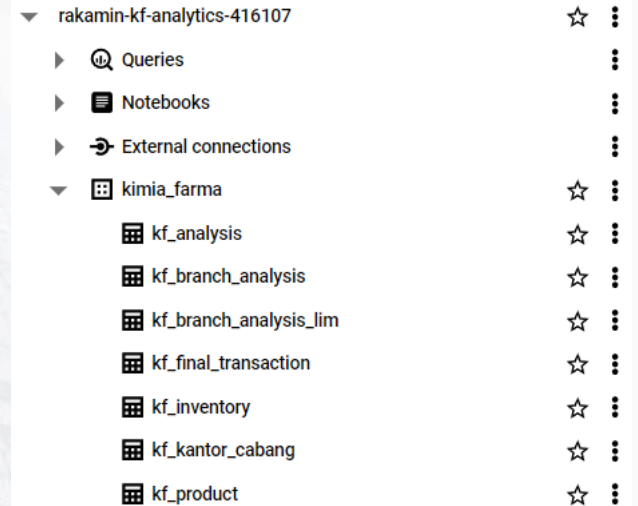 rakamin-kf-analytics-416107
Queries
Notebooks
External connections
kimia_farma
kf_analysis
kf_branch_analysis
kf_branch_analysis_lim
kf_final_transaction
kf_inventory
kf_kantor_cabang
kf_product